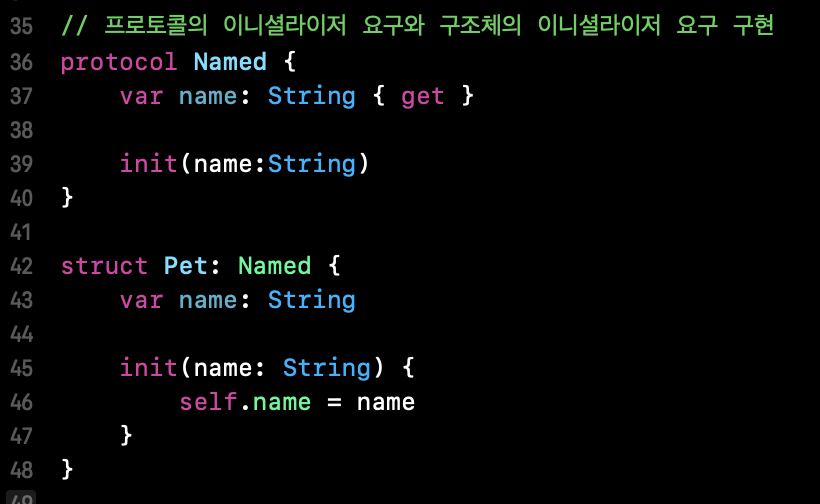 35 // 프로토콜의 이니셜라이저 요구와 구조체의 이니셜라이저 요구 구현
36 protocol Named {
37     var name: String { get }
38
39     init(name:String)
40 }
41
42 struct Pet: Named {
43     var name: String
44
45     init(name: String) {
46         self.name = name
47     }
48 }
49